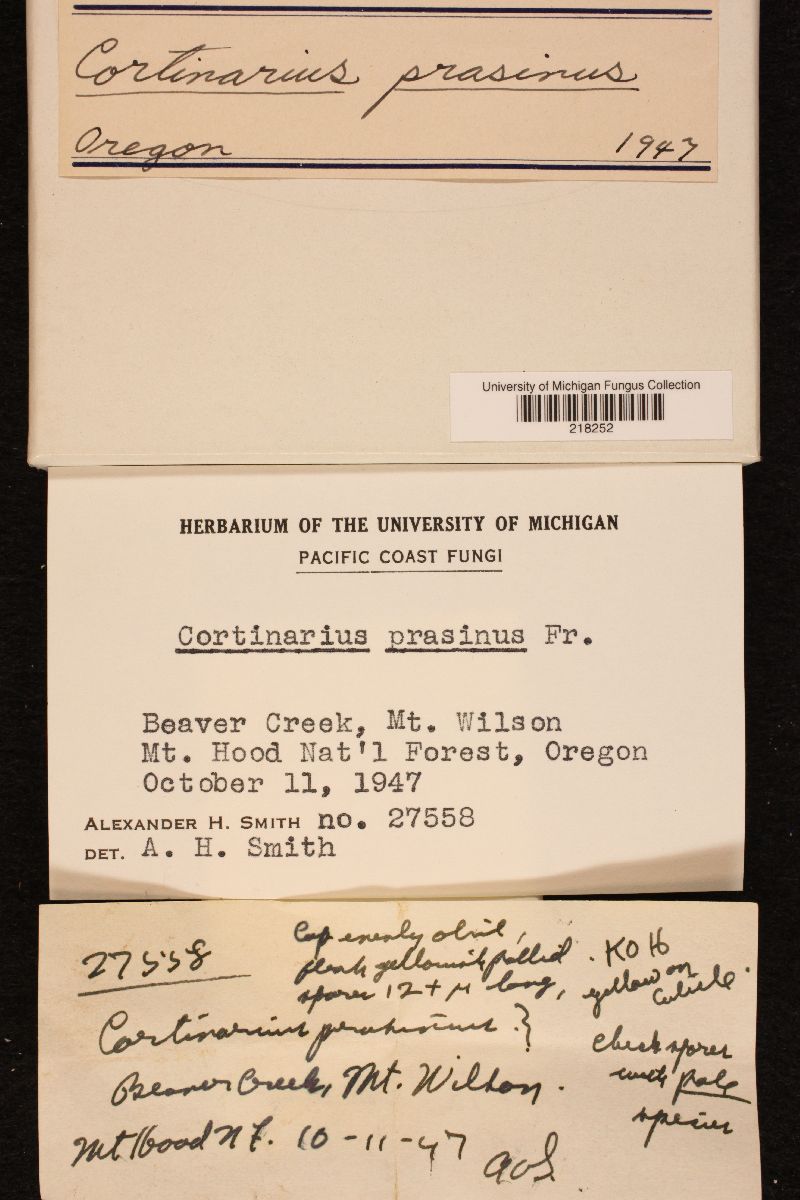 Cortinarius prasinus
Oregon 1947
University of Michigan Fungus Collection
218252
HERBARIUM OF THE UNIVERSITY OF MICHIGAN
PACIFIC COAST FUNGI
Cortinarius prasinus Fr.
Beaver Creek, Mt. Wilson
Mt. Hood Nat'l Forest, Oregon
October 11, 1947
ALEXANDER H. SMITH no. 27558
DET. A. H. Smith
27558
Cap evenly olive,
flesh yellowish pallid.
spores 12+ μ long,
KOH
yellow on
cuticle.
Cortinarius prasinus?}
Beaver Creek, Mt. Wilson.
check spores
with pale
species
Mt Hood N F. 10-11-47